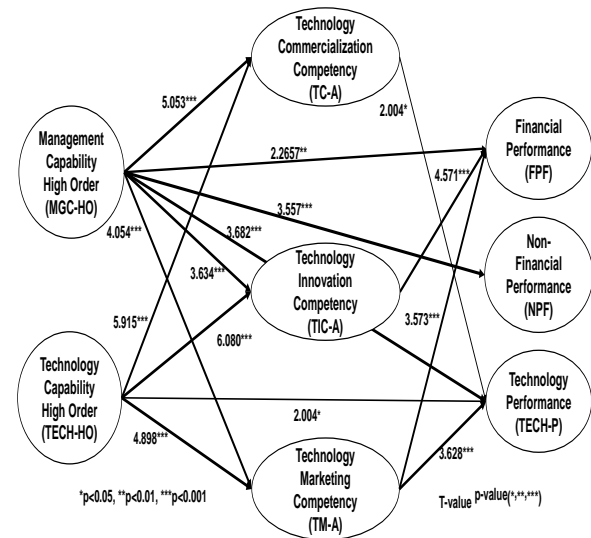 Technology
Commercialization
Competency
(TC-A)
5.053***
2.004*
Management
Capability
High Order
(MGC-HO)
2.2657**
Financial
Performance
(FPF)
4.571***
3.557***
4.054***
3.682***
Non-
Financial
Performance
(NPF)
3.634***
Technology
Innovation
Competency
(TIC-A)
5.915***
6.080***
3.573***
Technology
Capability
High Order
(TECH-HO)
2.004*
Technology
Performance
(TECH-P)
4.898***
3.628***
Technology
Marketing
Competency
(TM-A)
*p<0.05, **p<0.01, ***p<0.001
T-value p-value(*,**,***)